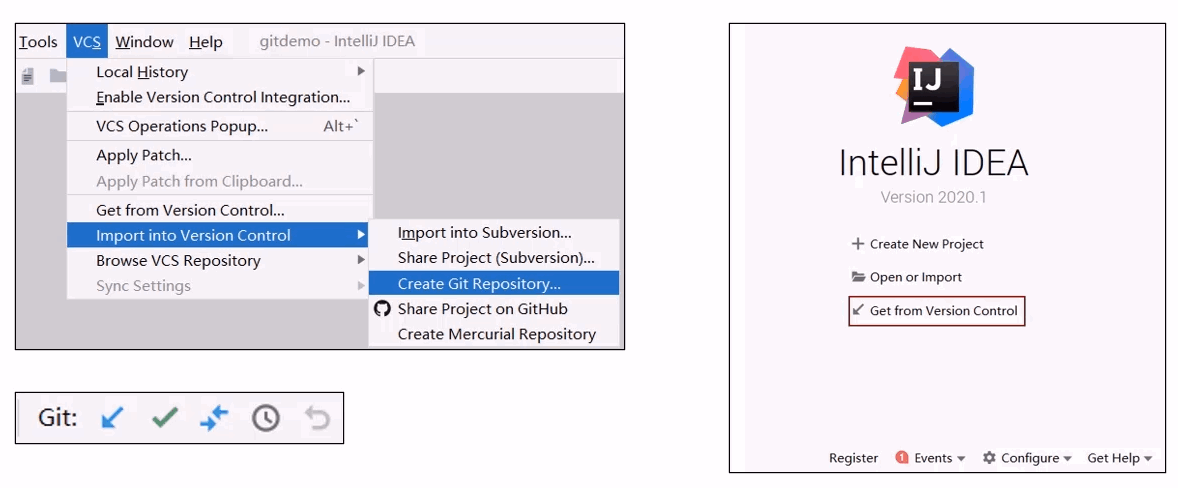 Tools VCS Window Help gitdemo - IntelliJ IDEA
Local History
Enable Version Control Integration...
VCS Operations Popup... Alt+`
Apply Patch...
Apply Patch from Clipboard...
Get from Version Control...
Import into Version Control
Browse VCS Repository
Sync Settings
Import into Subversion...
Share Project (Subversion)...
Create Git Repository...
Share Project on GitHub
Create Mercurial Repository
Git:
IJ
IntelliJ IDEA
Version 2020.1
Create New Project
Open or Import
Get from Version Control
Register 1 Events Configure Get Help